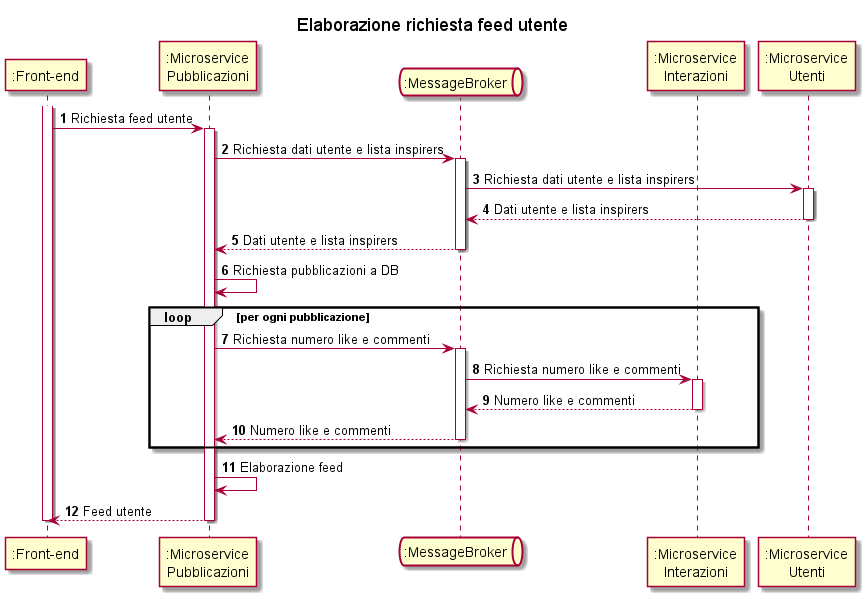 Elaborazione richiesta feed utente
:Front-end
:Microservice
Pubblicazioni
:MessageBroker
:Microservice
Interazioni
:Microservice
Utenti
1 Richiesta feed utente
2 Richiesta dati utente e lista inspirers
3 Richiesta dati utente e lista inspirers
4 Dati utente e lista inspirers
5 Dati utente e lista inspirers
6 Richiesta pubblicazioni a DB
loop [per ogni pubblicazione]
7 Richiesta numero like e commenti
8 Richiesta numero like e commenti
9 Numero like e commenti
10 Numero like e commenti
11 Elaborazione feed
12 Feed utente
:Front-end
:Microservice
Pubblicazioni
:MessageBroker
:Microservice
Interazioni
:Microservice
Utenti